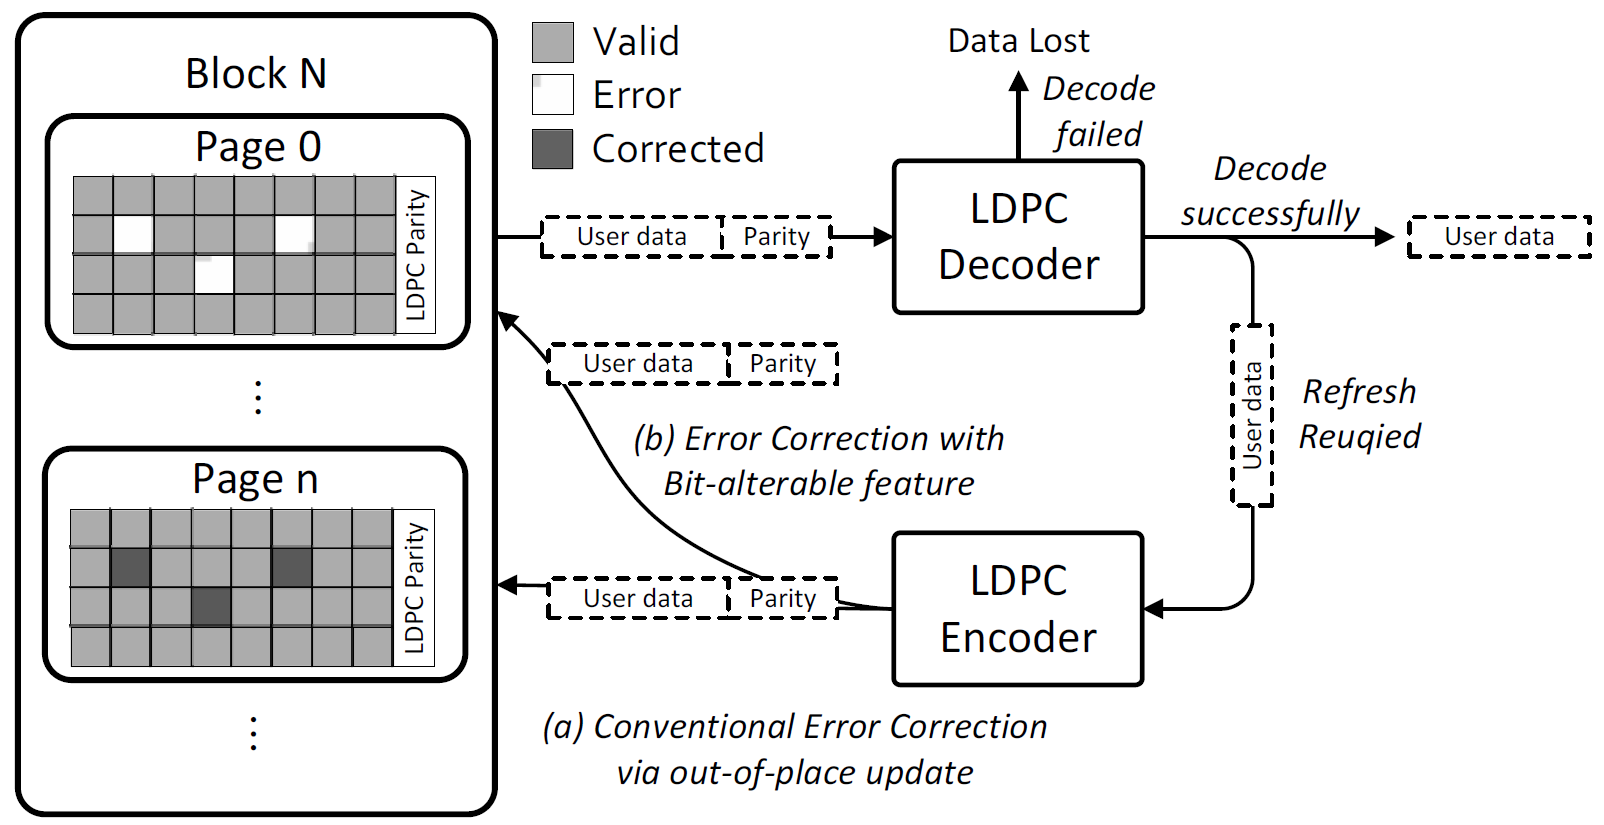 Block N
Page 0
LDPC Parity
Page n
LDPC Parity
Valid
Error
Corrected
Data Lost
Decode
failed
User data
Parity
LDPC
Decoder
Decode
successfully
User data
User data
Refresh
Reuqied
User data
Parity
(b) Error Correction with
Bit-alterable feature
User data
Parity
LDPC
Encoder
(a) Conventional Error Correction
via out-of-place update